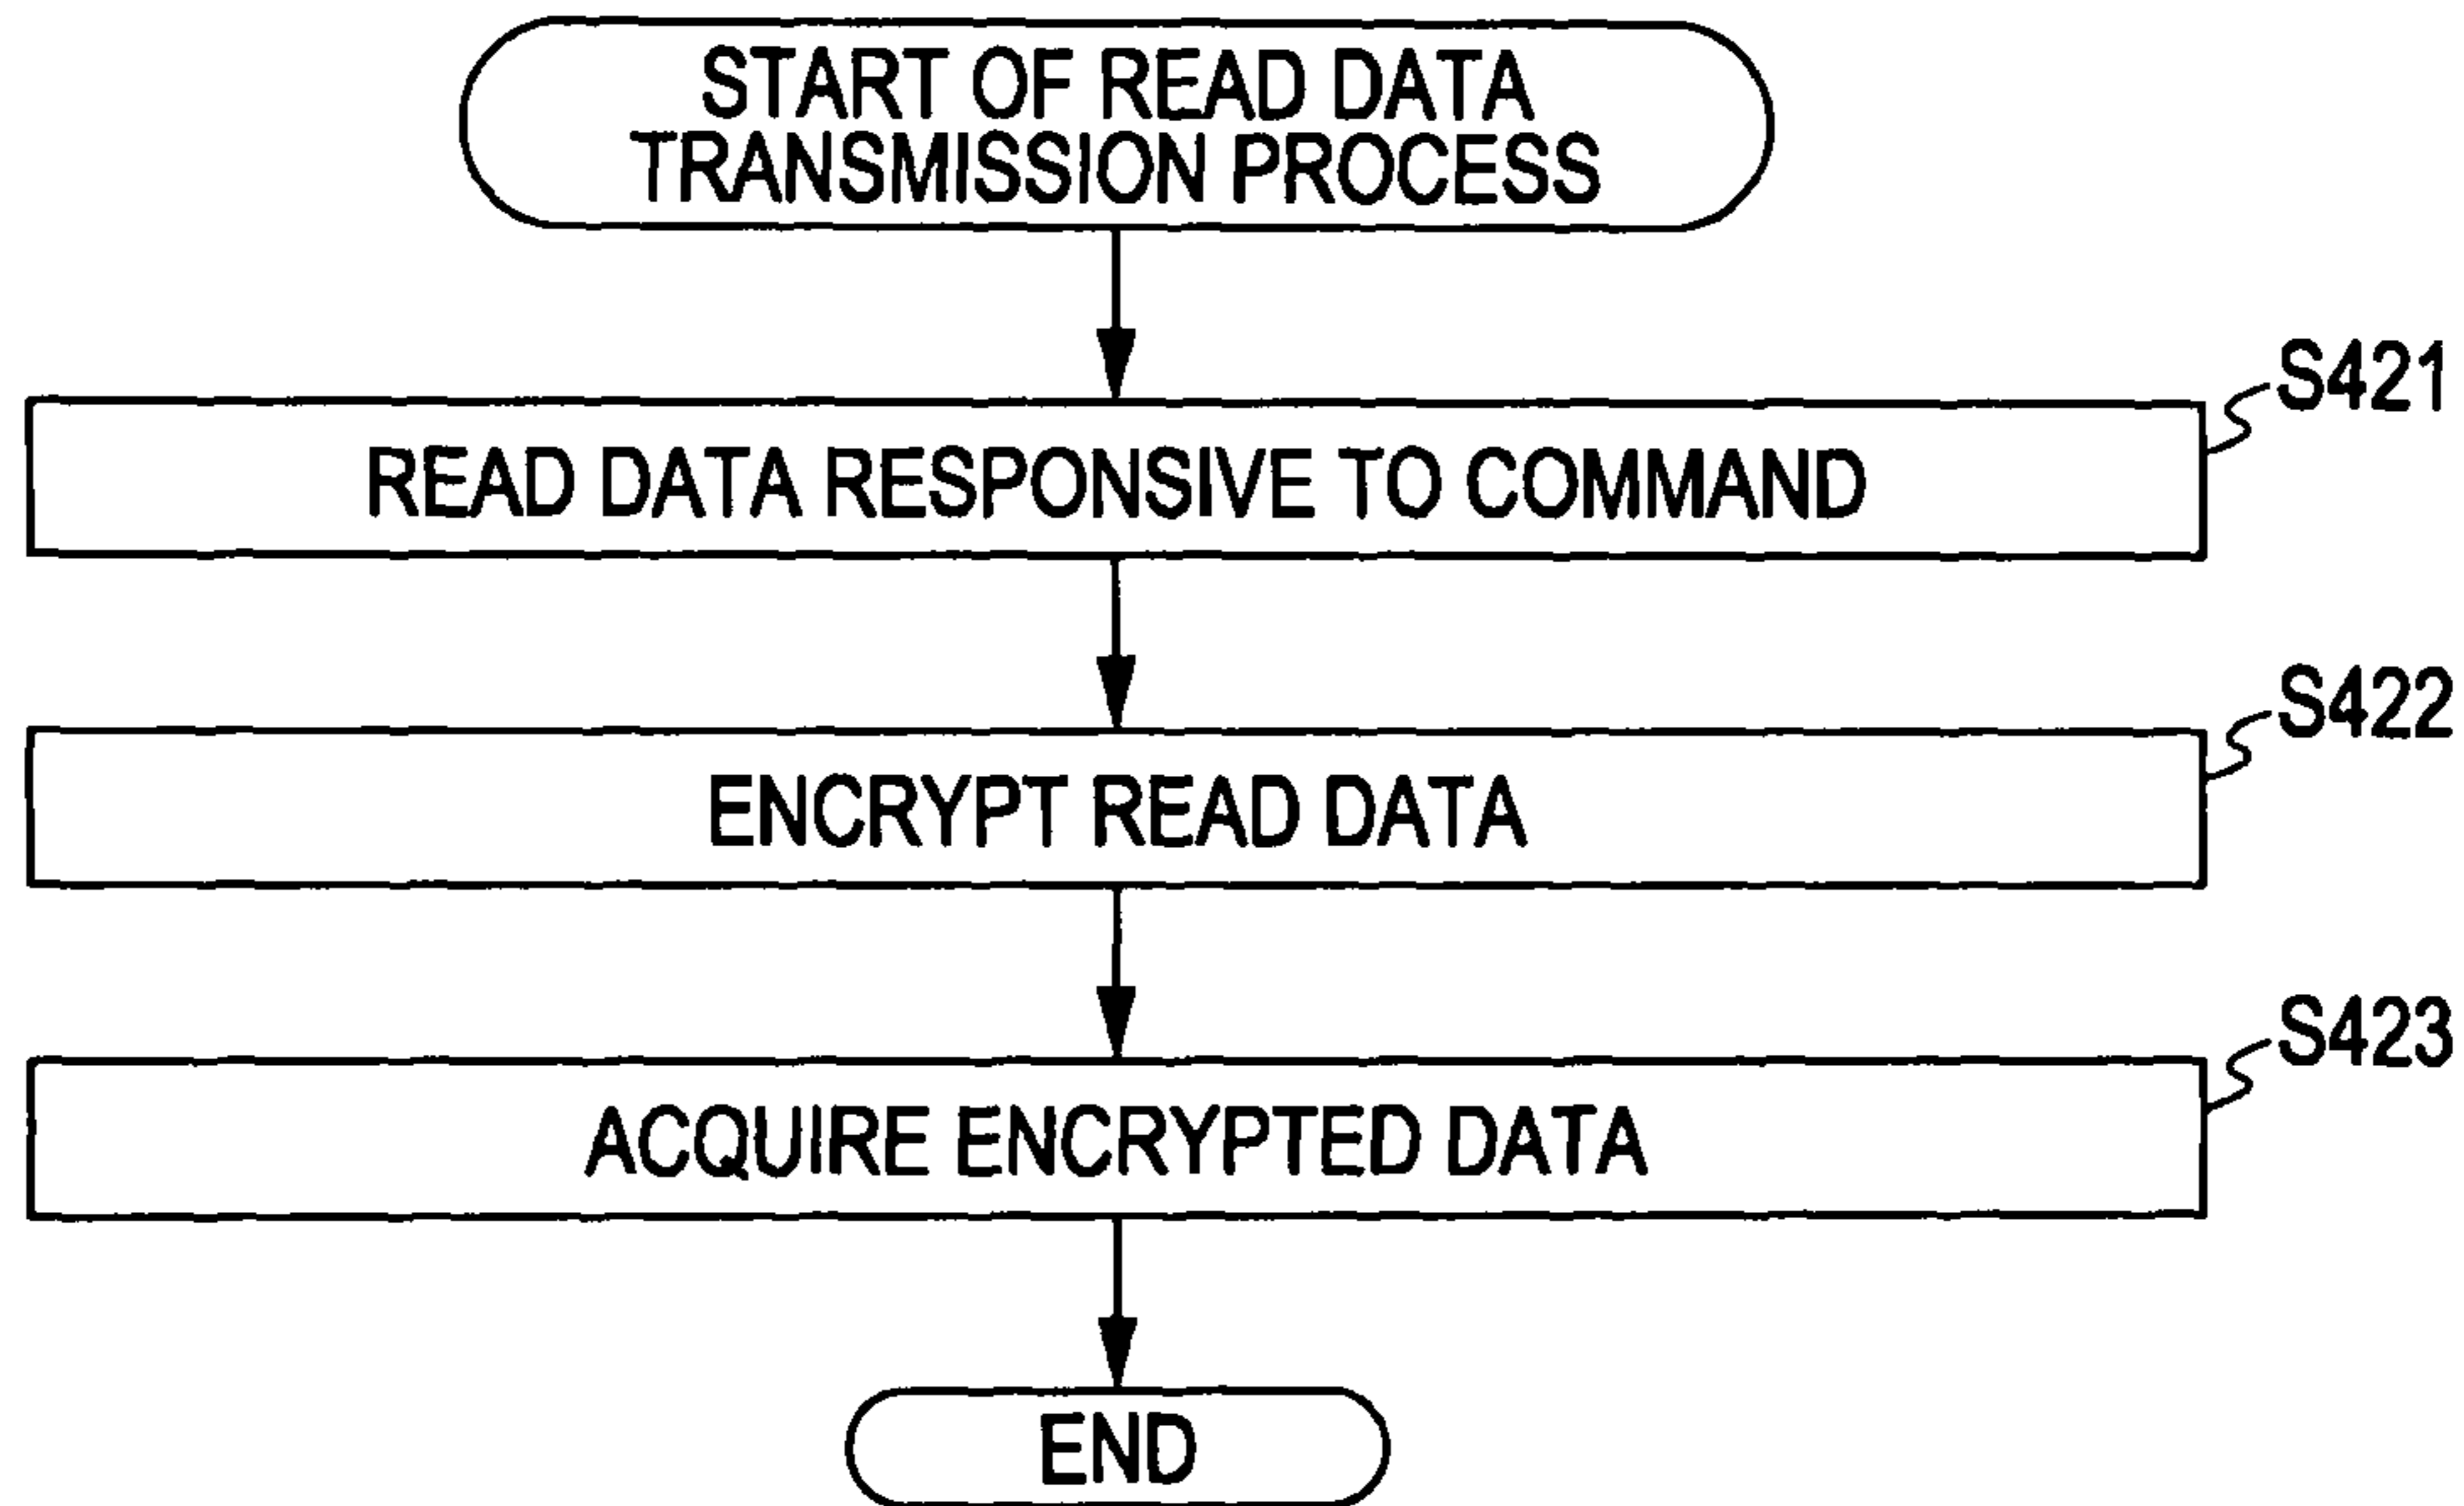 START OF READ DATA
TRANSMISSION PROCESS
S421
READ DATA RESPONSIVE TO COMMAND
S422
ENCRYPT READ DATA
S423
ACQUIRE ENCRYPTED DATA
END